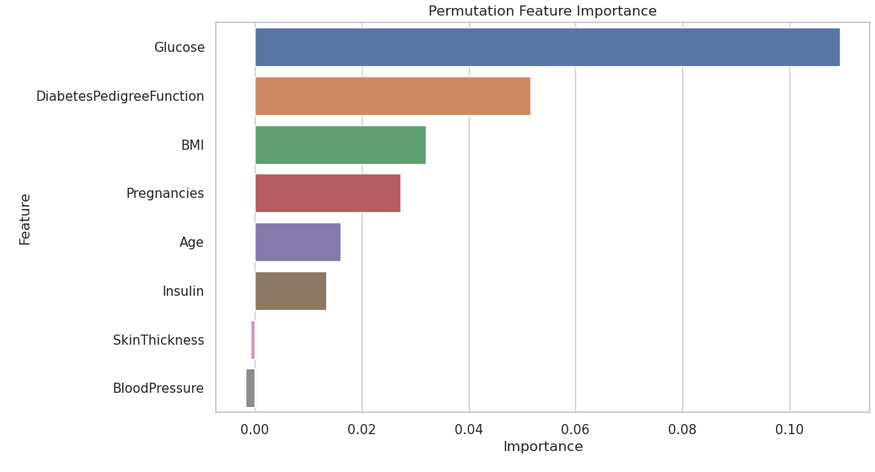 Permutation Feature Importance
Feature
Glucose
DiabetesPedigreeFunction
BMI
Pregnancies
Age
Insulin
SkinThickness
BloodPressure
0.00 0.02 0.04 0.06 0.08 0.10
Importance